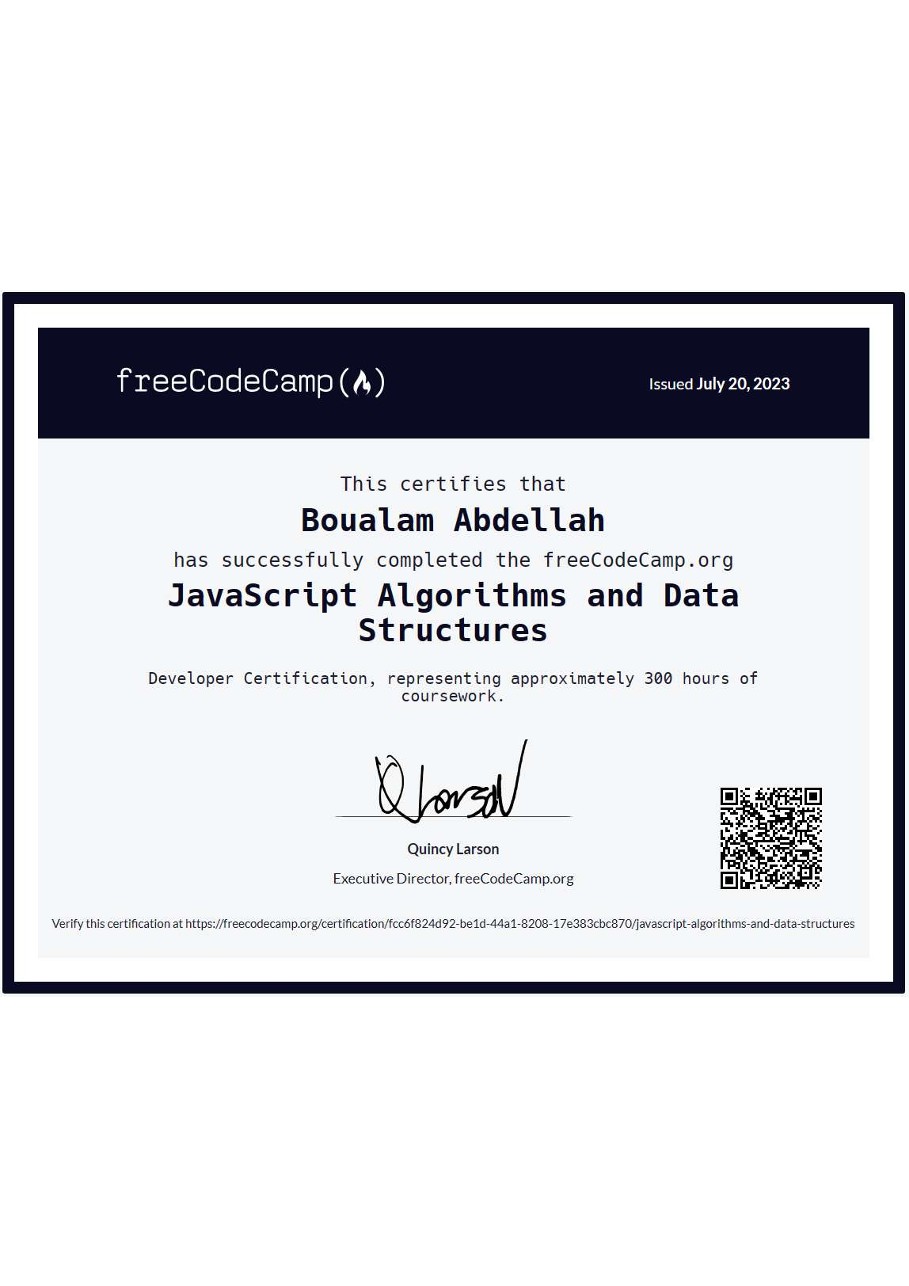 freeCodeCamp
Issued July 20, 2023
This certifies that
Boualam Abdellah
has successfully completed the freeCodeCamp.org
JavaScript Algorithms and Data
Structures
Developer Certification, representing approximately 300 hours of
coursework.
Q Larson
Quincy Larson
Executive Director, freeCodeCamp.org
Verify this certification at https://freecodecamp.org/certification/fcc6f824d92-be1d-44a1-8208-17e383cbc870/javascript-algorithms-and-data-structures